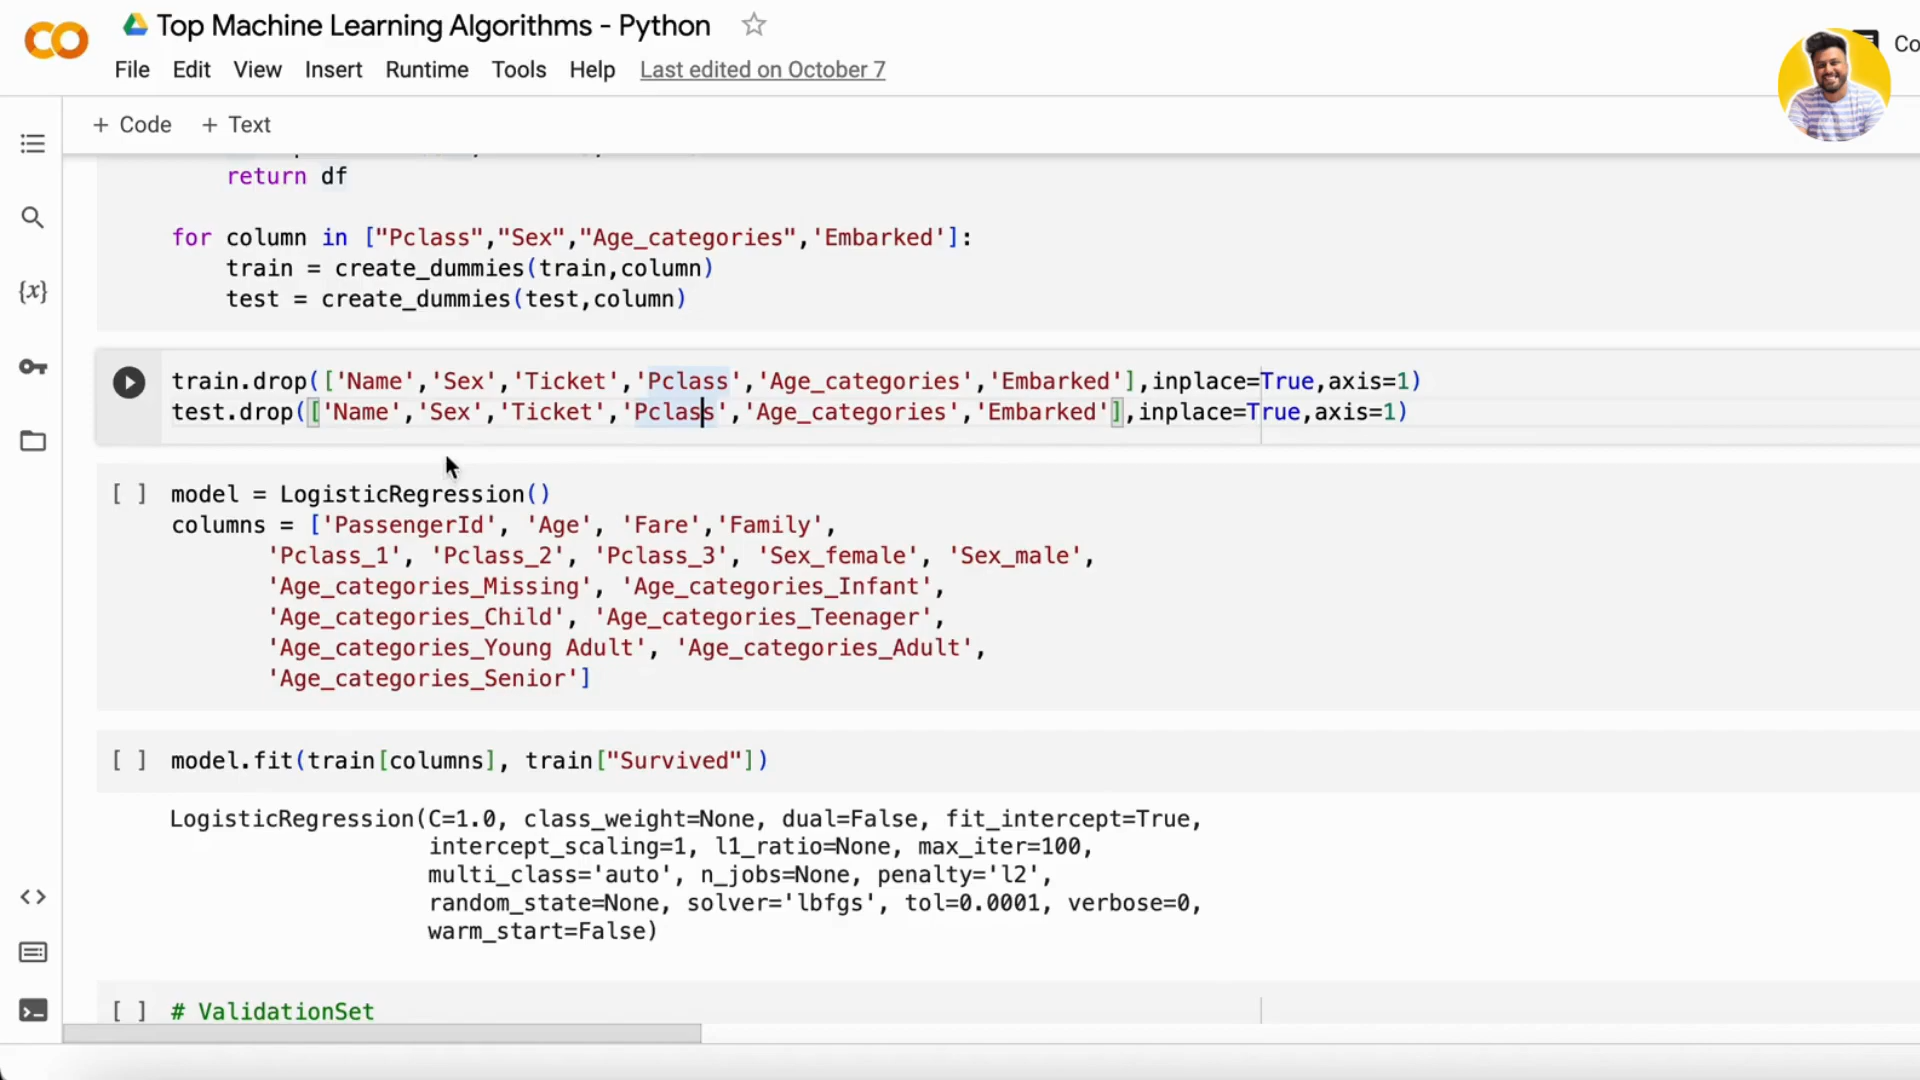 Top Machine Learning Algorithms - Python
Co
File Edit View Insert Runtime Tools Help Last edited on October 7
+ Code + Text
return df
for column in ["Pclass","Sex","Age_categories",'Embarked']:
train = create_dummies(train,column)
test = create_dummies(test,column)
{x}
train.drop(['Name','Sex','Ticket','Pclass','Age_categories','Embarked'],inplace=True,axis=1)
test.drop(['Name','Sex','Ticket','Pclass','Age_categories','Embarked'],inplace=True,axis=1)
[ ] model = LogisticRegression()
columns = ['PassengerId', 'Age', 'Fare','Family',
'Pclass_1', 'Pclass_2', 'Pclass_3', 'Sex_female', 'Sex_male',
'Age_categories_Missing', 'Age_categories_Infant',
'Age_categories_Child', 'Age_categories_Teenager',
'Age_categories_Young Adult', 'Age_categories_Adult',
'Age_categories_Senior']
[ ] model.fit(train[columns], train["Survived"])
LogisticRegression(C=1.0, class_weight=None, dual=False, fit_intercept=True,
intercept_scaling=1, l1_ratio=None, max_iter=100,
multi_class='auto', n_jobs=None, penalty='l2',
random_state=None, solver='lbfgs', tol=0.0001, verbose=0,
warm_start=False)
[ ] # ValidationSet